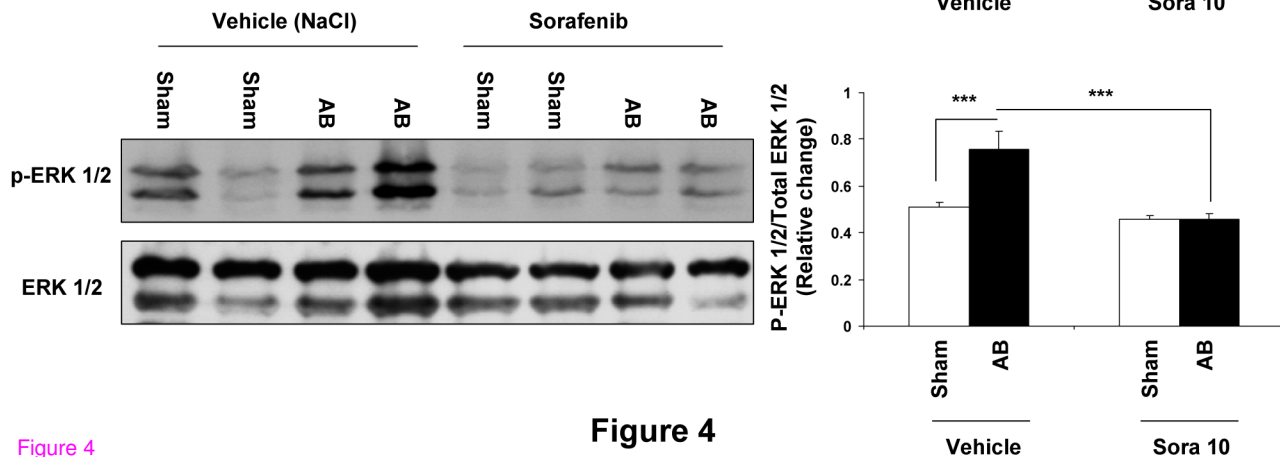 Vehicle
Sora 10
Vehicle (NaCl)
Sorafenib
Sham
Sham
AB
AB
Sham
Sham
AB
AB
p-ERK 1/2
ERK 1/2
P-ERK 1/2/Total ERK 1/2
(Relative change)
1
0.8
0.6
0.4
0.2
0
***
***
Sham
AB
Sham
AB
Vehicle
Sora 10
Figure 4
Figure 4